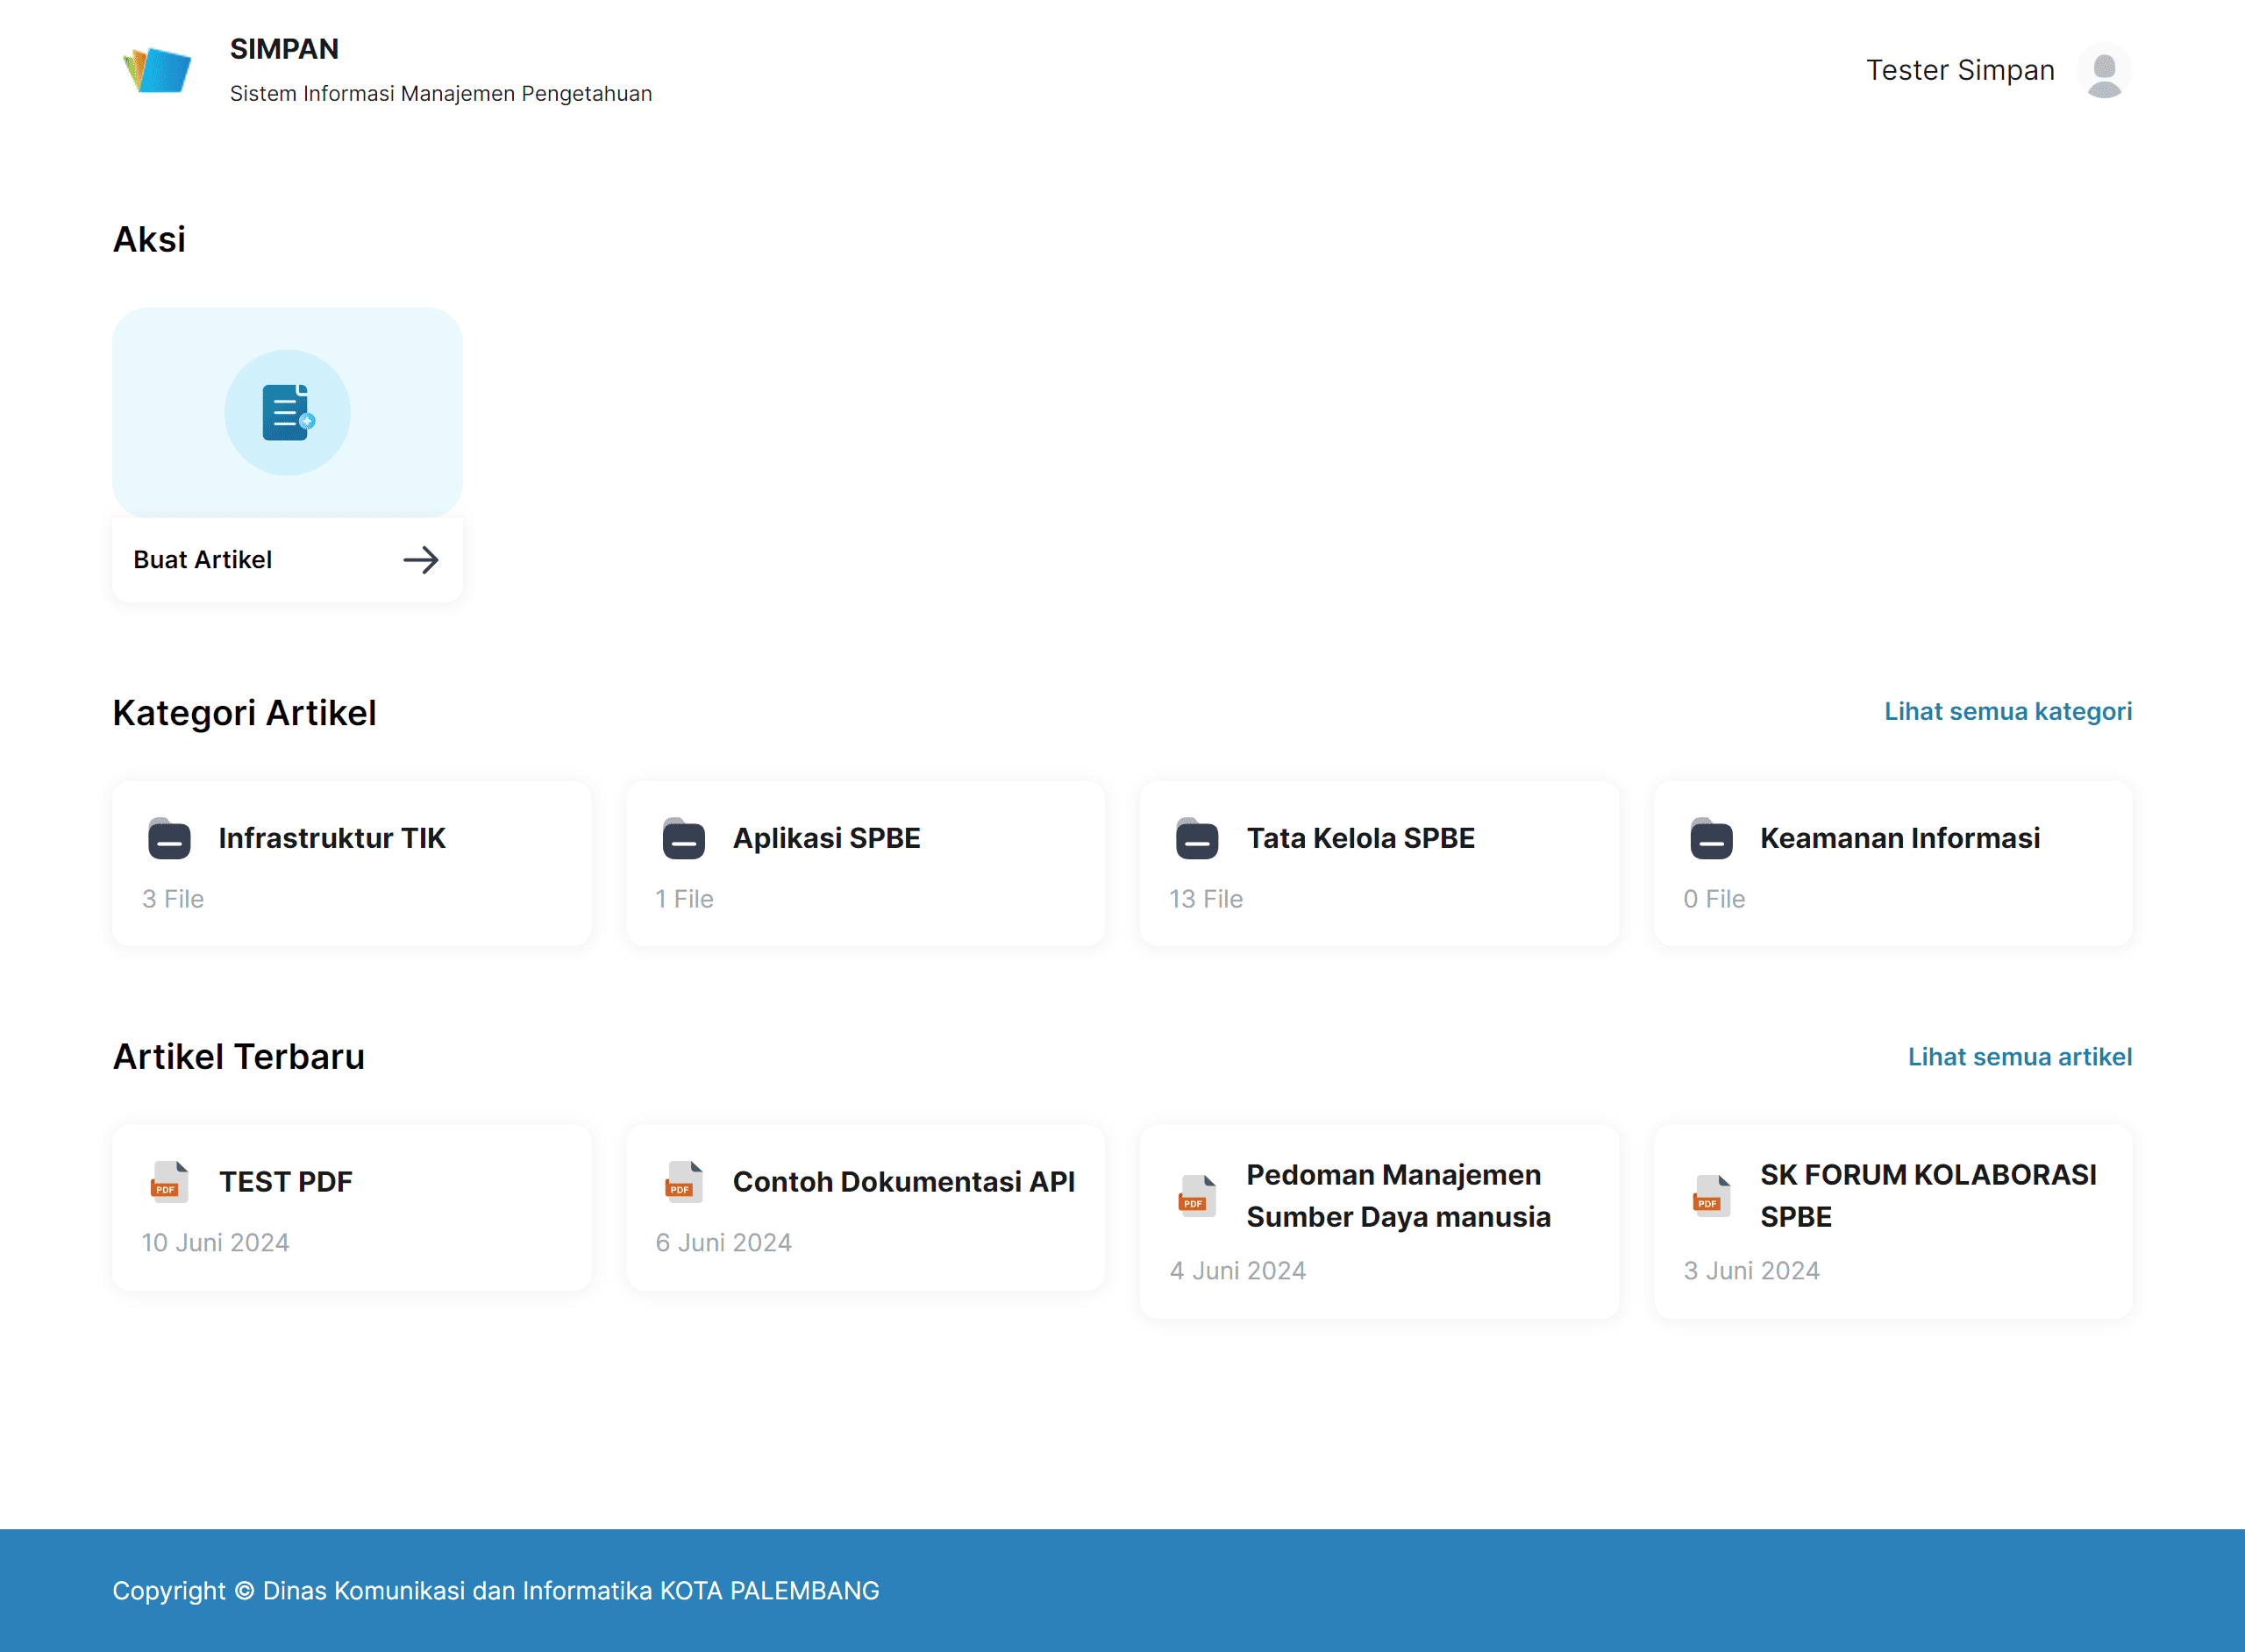 SIMPAN
Sistem Informasi Manajemen Pengetahuan
Tester Simpan
Aksi
Buat Artikel
Kategori Artikel
Lihat semua kategori
Infrastruktur TIK
3 File
Aplikasi SPBE
1 File
Tata Kelola SPBE
13 File
Keamanan Informasi
0 File
Artikel Terbaru
Lihat semua artikel
PDF
TEST PDF
10 Juni 2024
PDF
Contoh Dokumentasi API
6 Juni 2024
PDF
Pedoman Manajemen
Sumber Daya manusia
4 Juni 2024
PDF
SK FORUM KOLABORASI
SPBE
3 Juni 2024
Copyright © Dinas Komunikasi dan Informatika KOTA PALEMBANG